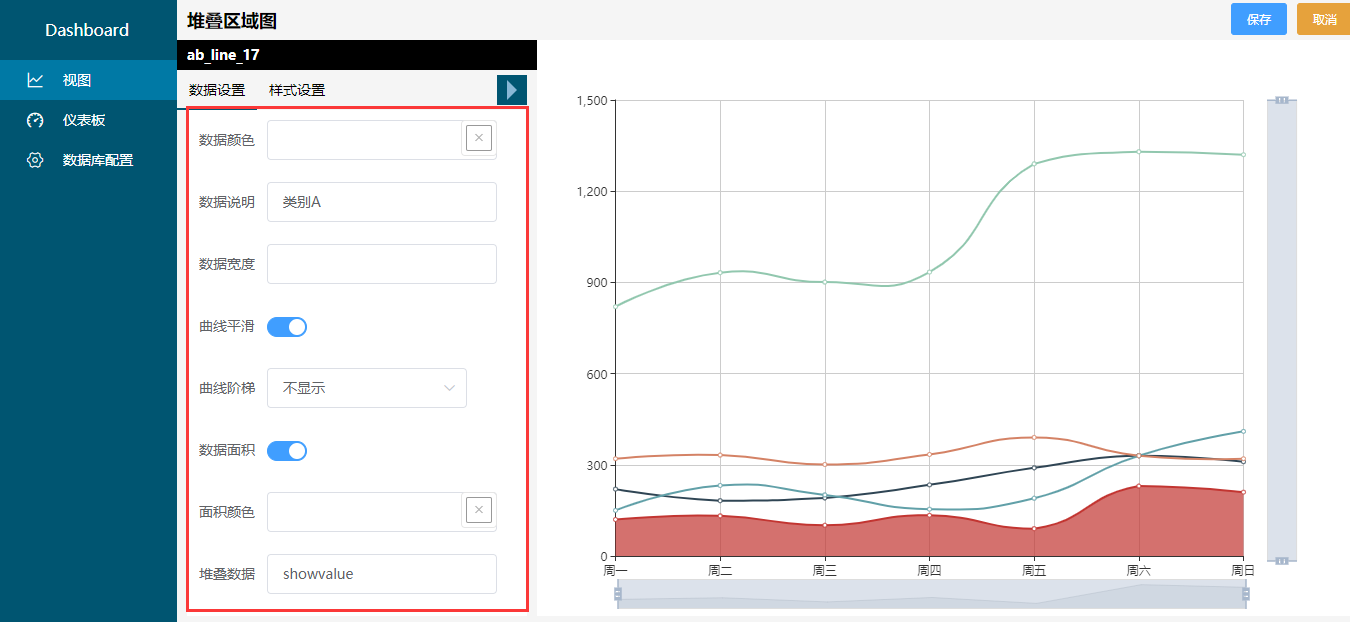 Dashboard
视图
仪表板
数据库配置
堆叠区域图
保存
取消
ab_line_17
数据设置
样式设置
数据颜色
数据说明
类别A
数据宽度
曲线平滑
曲线阶梯
不显示
数据面积
面积颜色
堆叠数据
showvalue
1,500
1,200
900
600
300
0
周一 周二 周三 周四 周五 周六 周日